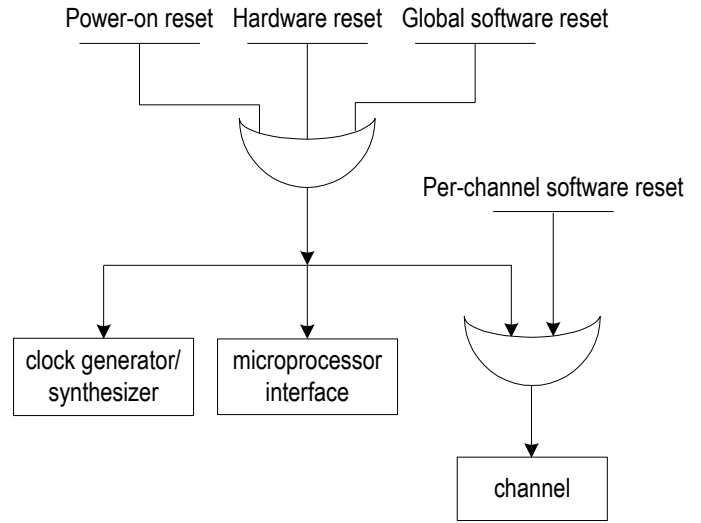 Power-on reset
Hardware reset
Global software reset
Per-channel software reset
clock generator/
synthesizer
microprocessor
interface
channel